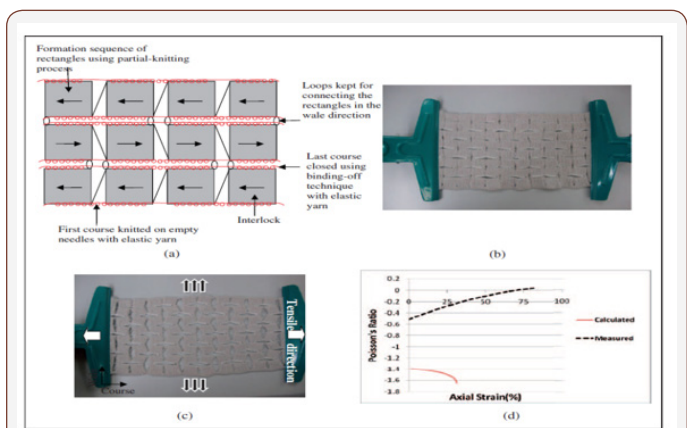 Formation sequence of
rectangles using partial-knitting
process
Loops kept for
connecting the
rectangles in the
wale direction
Last course
closed using
binding-off
technique
with elastic
yarn
First course knitted on empty
needles with elastic yarn
Interlock
(a)
(b)
Tensile direction
Course
(c)
0.2
0
-0.2
-0.4
-0.6
-0.8
-1
-1.2
-1.4
-1.6
-1.8
0
25
50
75
100
Poisson's Ratio
Axial Strain(%)
Calculated
Measured
(d)